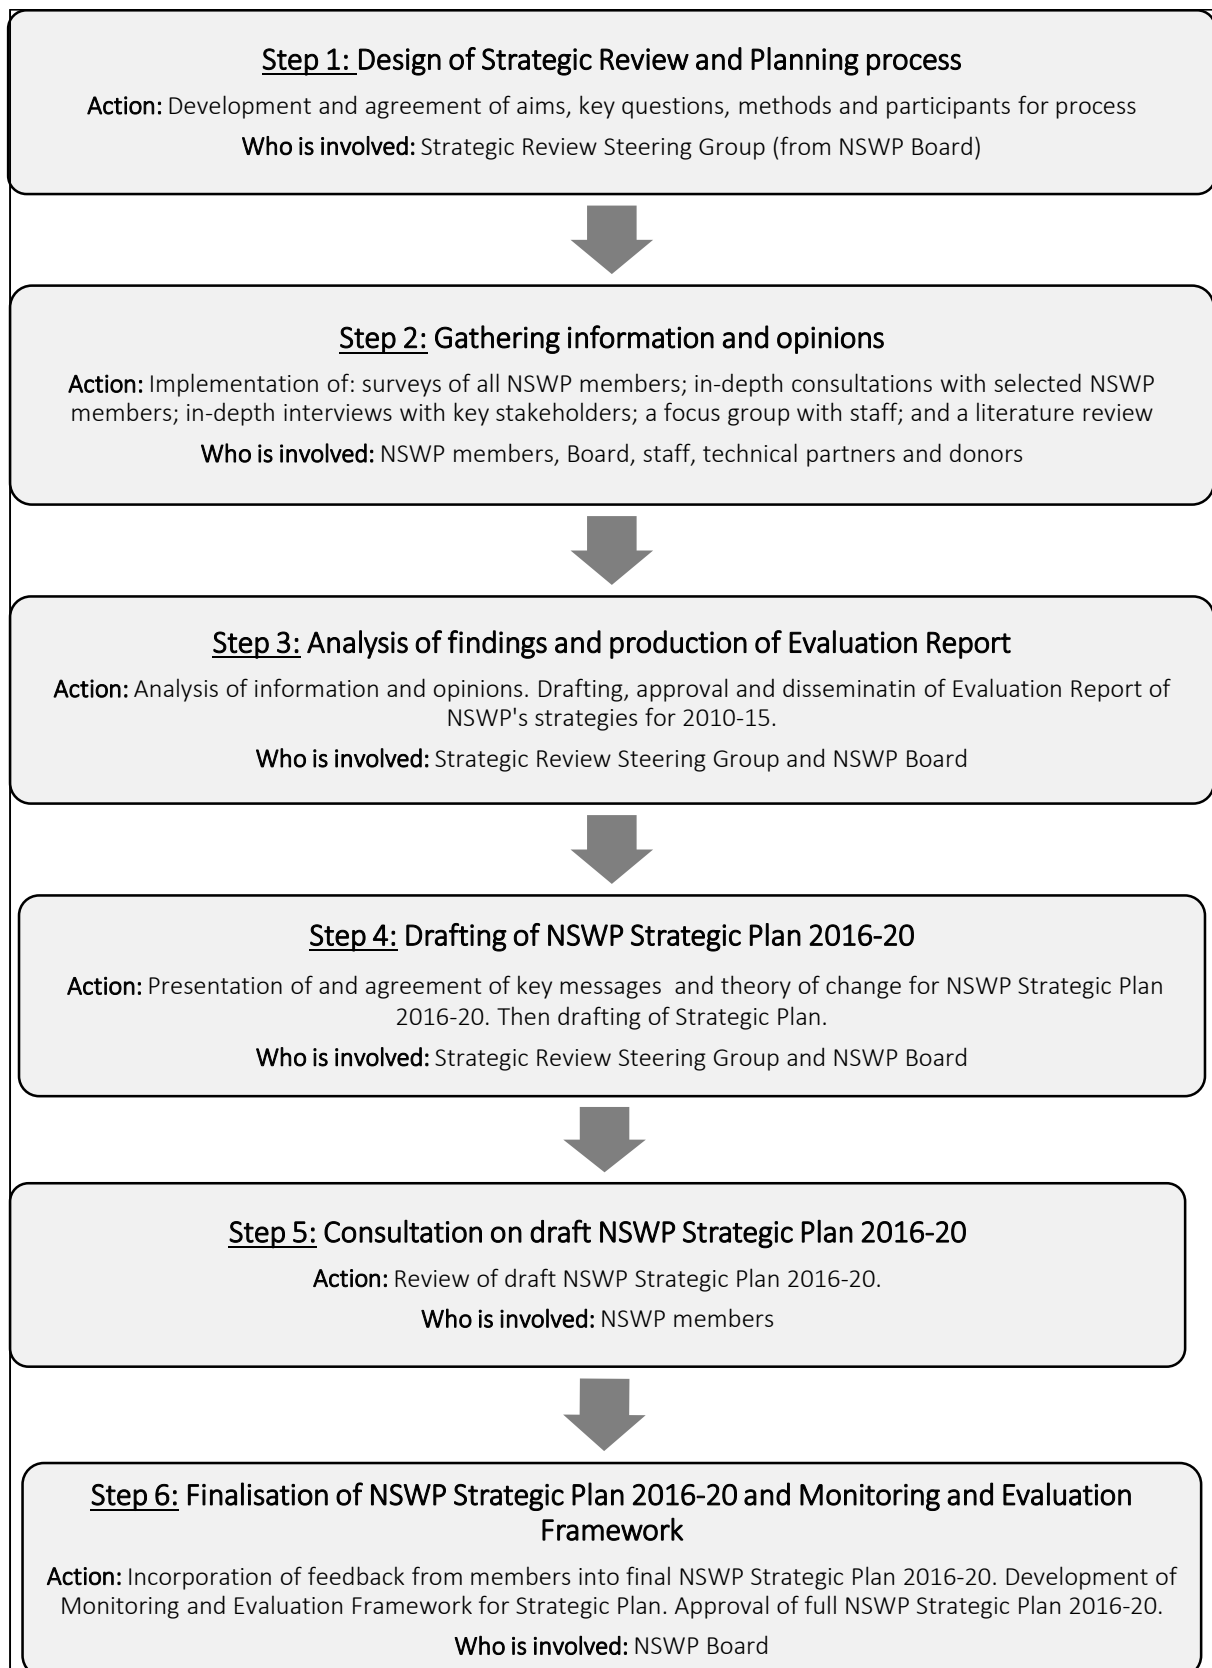 Step 1: Design of Strategic Review and Planning process
Action: Development and agreement of aims, key questions, methods and participants for process
Who is involved: Strategic Review Steering Group (from NSWP Board)
Step 2: Gathering information and opinions
Action: Implementation of: surveys of all NSWP members; in-depth consultations with selected NSWP
members; in-depth interviews with key stakeholders; a focus group with staff; and a literature review
Who is involved: NSWP members, Board, staff, technical partners and donors
Step 3: Analysis of findings and production of Evaluation Report
Action: Analysis of information and opinions. Drafting, approval and disseminatin of Evaluation Report of
NSWP's strategies for 2010-15.
Who is involved: Strategic Review Steering Group and NSWP Board
Step 4: Drafting of NSWP Strategic Plan 2016-20
Action: Presentation of and agreement of key messages  and theory of change for NSWP Strategic Plan
2016-20. Then drafting of Strategic Plan.
Who is involved: Strategic Review Steering Group and NSWP Board
Step 5: Consultation on draft NSWP Strategic Plan 2016-20
Action: Review of draft NSWP Strategic Plan 2016-20.
Who is involved: NSWP members
Step 6: Finalisation of NSWP Strategic Plan 2016-20 and Monitoring and Evaluation
Framework
Action: Incorporation of feedback from members into final NSWP Strategic Plan 2016-20. Development of
Monitoring and Evaluation Framework for Strategic Plan. Approval of full NSWP Strategic Plan 2016-20.
Who is involved: NSWP Board